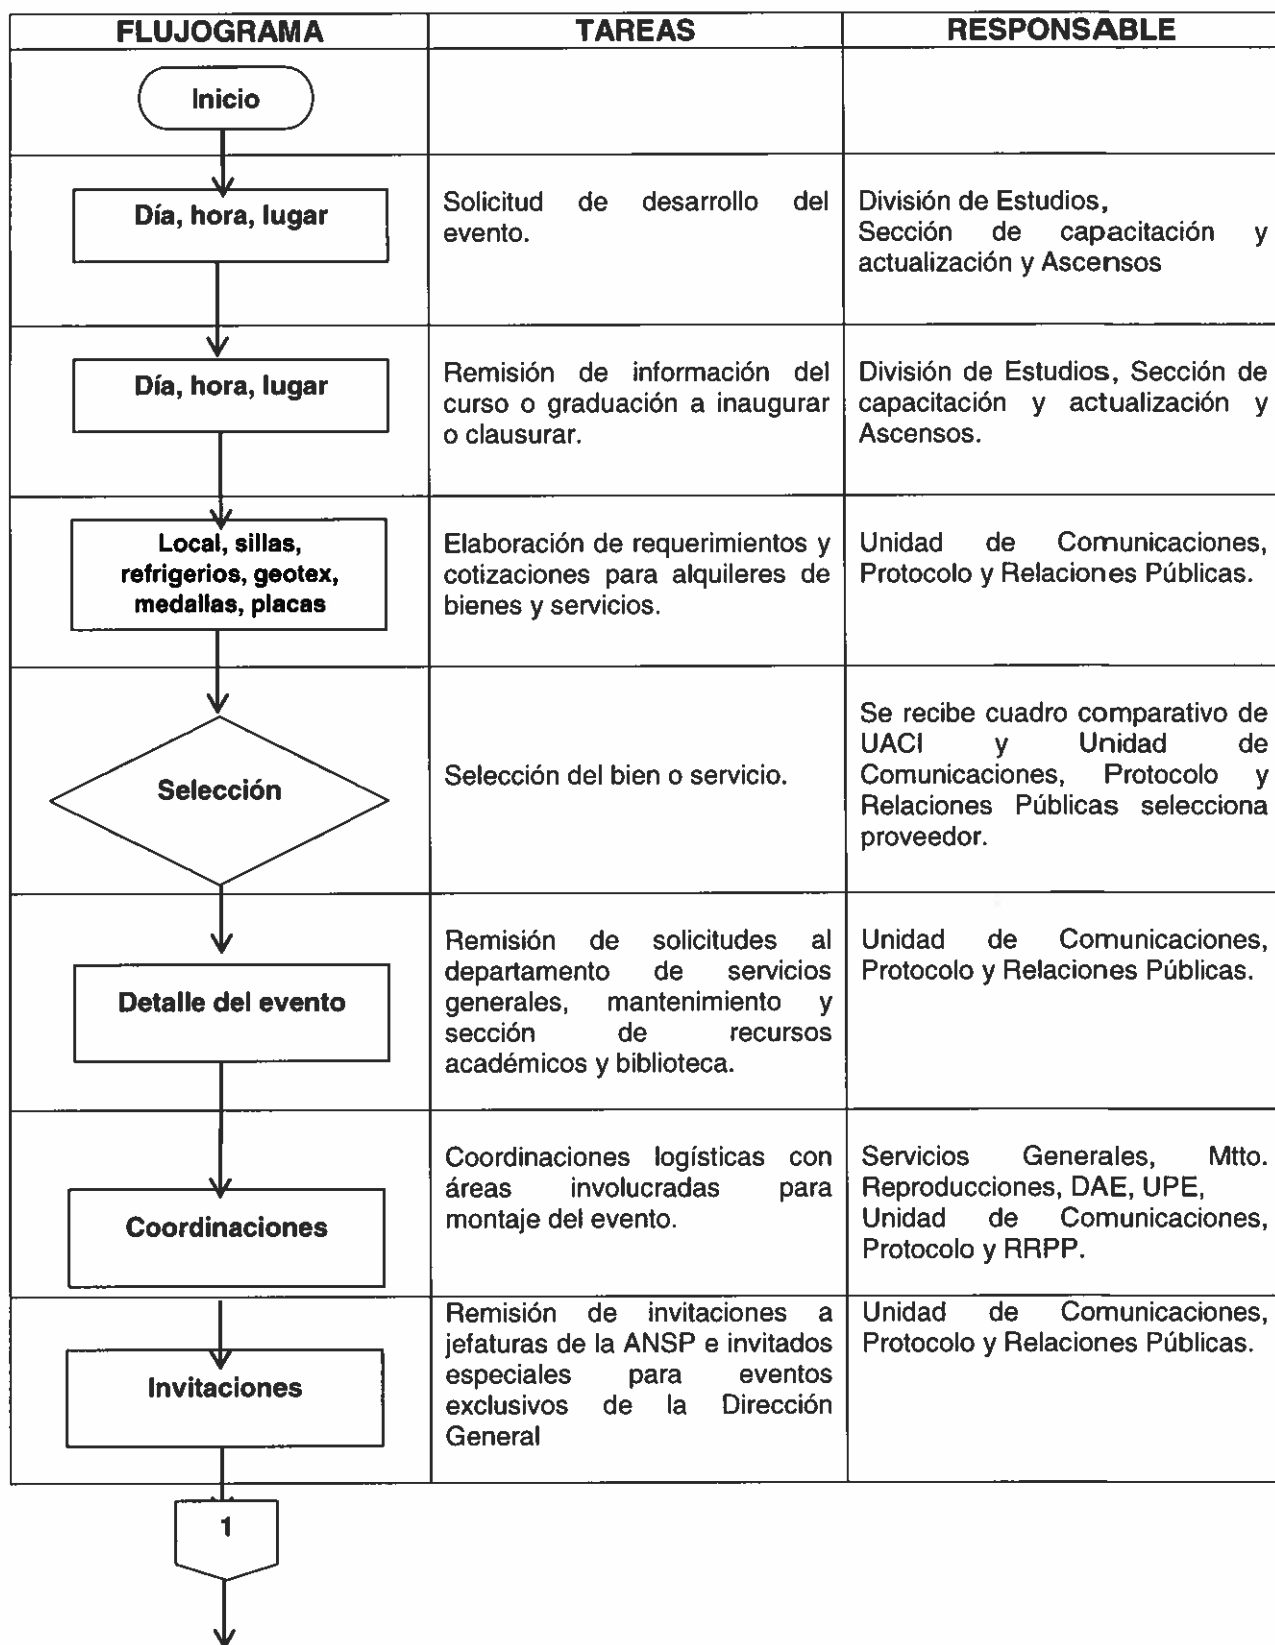 FLUJOGRAMA
TAREAS
RESPONSABLE
Inicio
Día, hora, lugar
Solicitud de desarrollo del
evento.
División de Estudios,
Sección de capacitación y
actualización y Ascensos
Día, hora, lugar
Remisión de información del
curso o graduación a inaugurar
o clausurar.
División de Estudios, Sección de
capacitación y actualización y
Ascensos.
Local, sillas,
refrigerios, geotex,
medallas, placas
Elaboración de requerimientos y
cotizaciones para alquileres de
bienes y servicios.
Unidad de Comunicaciones,
Protocolo y Relaciones Públicas.
Selección
Selección del bien o servicio.
Se recibe cuadro comparativo de
UACI y Unidad de
Comunicaciones, Protocolo y
Relaciones Públicas selecciona
proveedor.
Detalle del evento
Remisión de solicitudes al
departamento de servicios
generales, mantenimiento y
sección de recursos
académicos y biblioteca.
Unidad de Comunicaciones,
Protocolo y Relaciones Públicas.
Coordinaciones
Coordinaciones logísticas con
áreas involucradas para
montaje del evento.
Servicios Generales, Mtto.
Reproducciones, DAE, UPE,
Unidad de Comunicaciones,
Protocolo y RRPP.
Invitaciones
Remisión de invitaciones a
jefaturas de la ANSP e invitados
especiales para eventos
exclusivos de la Dirección
General
Unidad de Comunicaciones,
Protocolo y Relaciones Públicas.
1